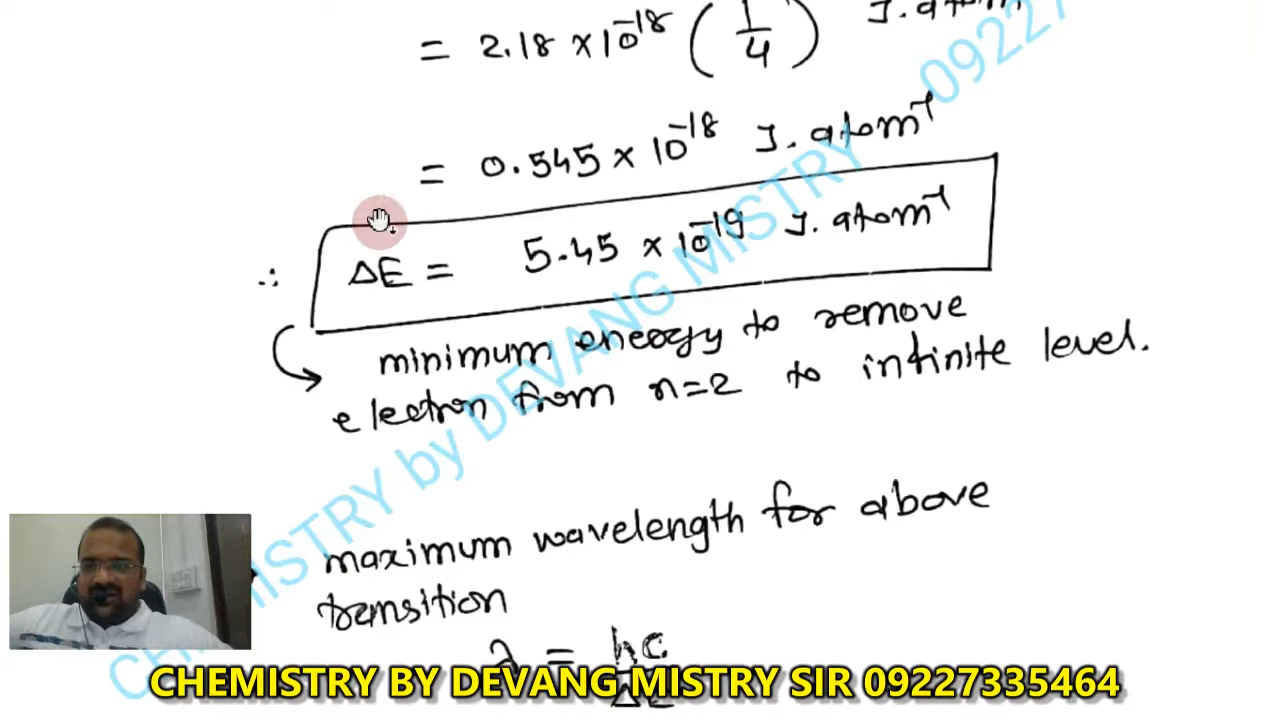 = 2.18 ×10⁻¹⁸ (1/4) J.atom
= 0.545 × 10⁻¹⁸ J. atom⁻¹
∴ ΔE = 5.45 × 10⁻¹⁹ J. atom⁻¹
minimum energy to remove
electron from n=2 to infinite level.
maximum wavelength for above
transition
λ = hc/ΔE
CHEMISTRY by DEVANG MISTRY 09227
CHEMISTRY BY DEVANG MISTRY SIR 09227335464